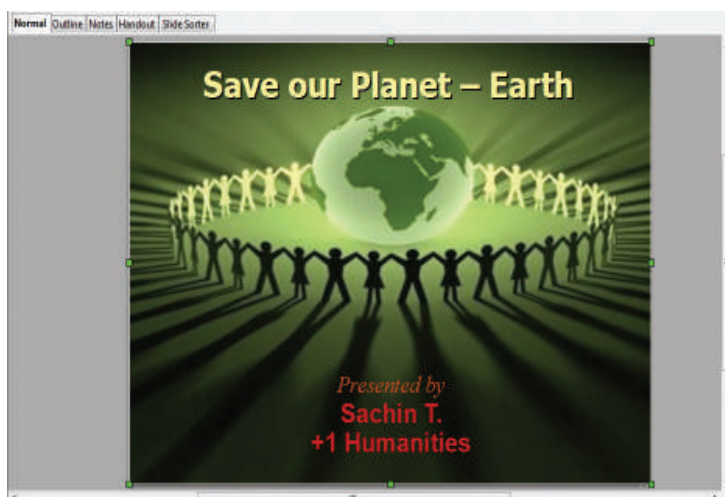 Normal Outline Notes Handout Slide Sorter
Save our Planet – Earth
Presented by
Sachin T.
+1 Humanities